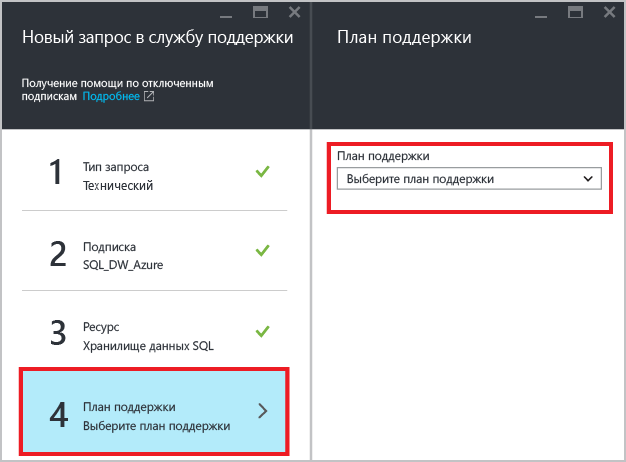 Новый запрос в службу поддержки
Получение помощи по отключенным
подпискам Подробнее
1
Тип запроса
Технический
2
Подписка
SQL_DW_Azure
3
Ресурс
Хранилище данных SQL
4
План поддержки
Выберите план поддержки
План поддержки
План поддержки
Выберите план поддержки